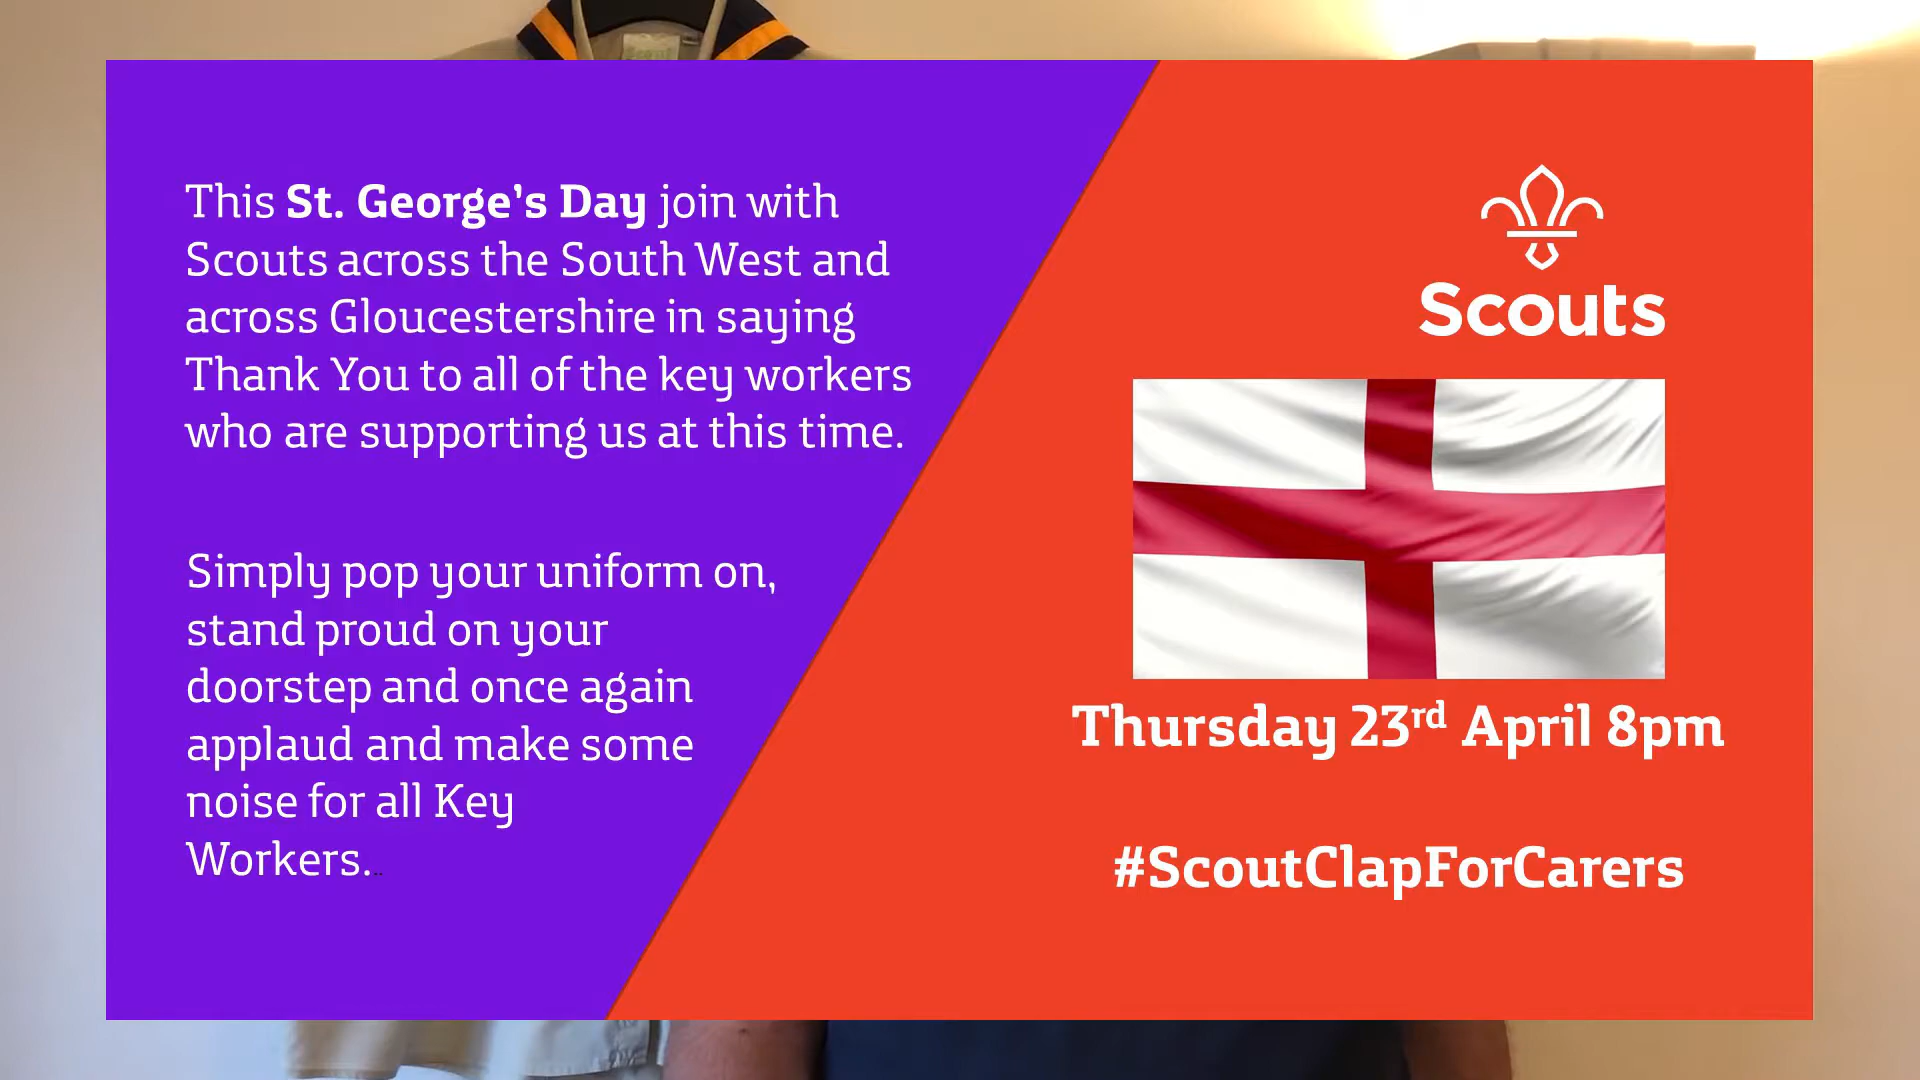 This St. George's Day join with
Scouts across the South West and
across Gloucestershire in saying
Thank You to all of the key workers
who are supporting us at this time.
Simply pop your uniform on,
stand proud on your
doorstep and once again
applaud and make some
noise for all Key
Workers...
Scouts
Thursday 23rd April 8pm
#ScoutClapForCarers